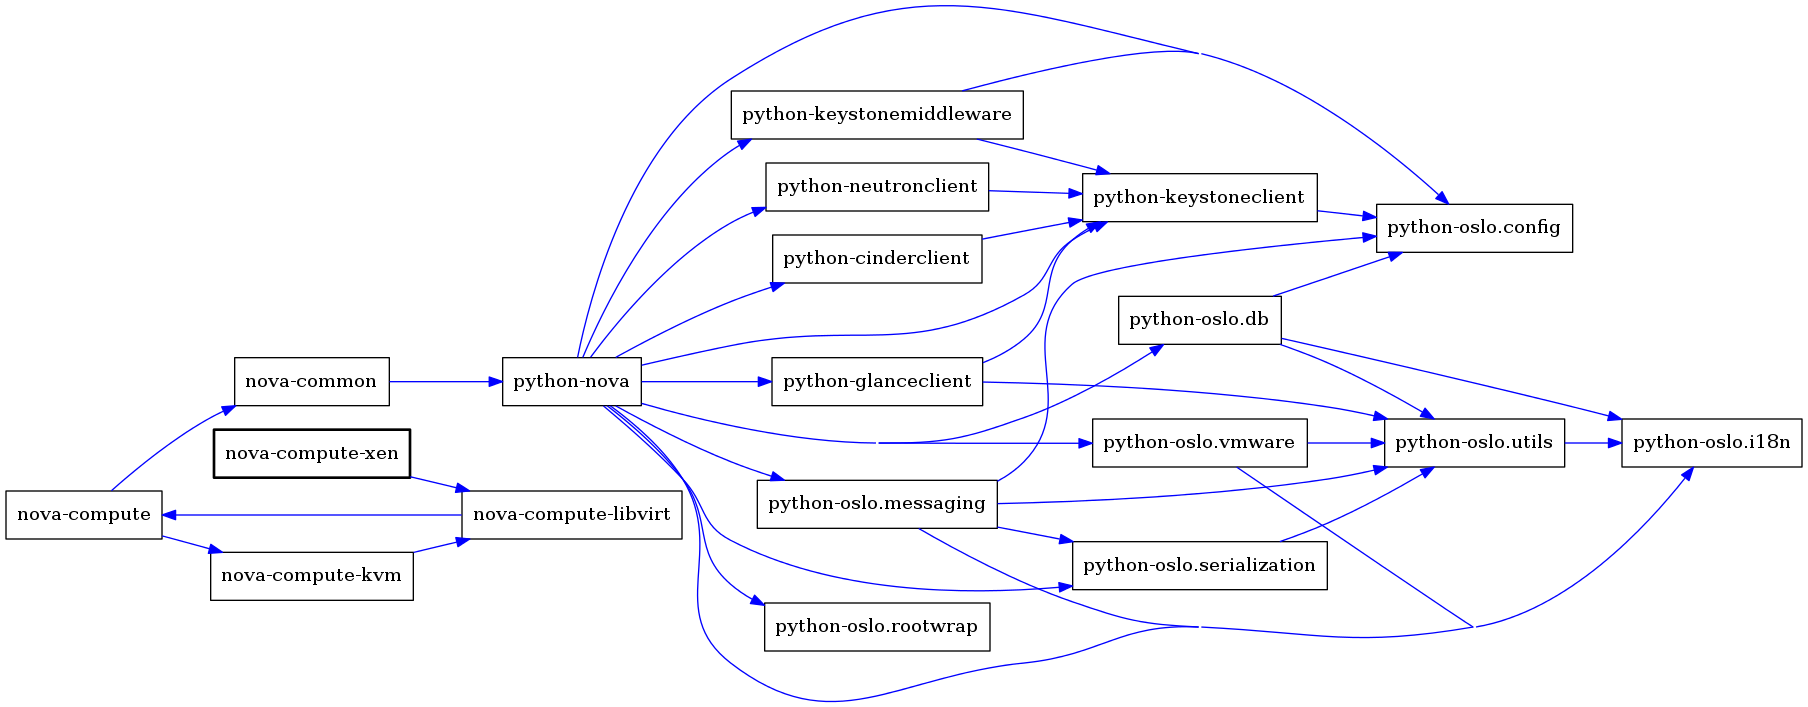 python-keystonemiddleware
python-neutronclient
python-keystoneclient
python-oslo.config
python-cinderclient
python-oslo.db
nova-common
python-nova
python-glanceclient
nova-compute-xen
python-oslo.vmware
python-oslo.utils
python-oslo.i18n
nova-compute
nova-compute-libvirt
python-oslo.messaging
nova-compute-kvm
python-oslo.serialization
python-oslo.rootwrap